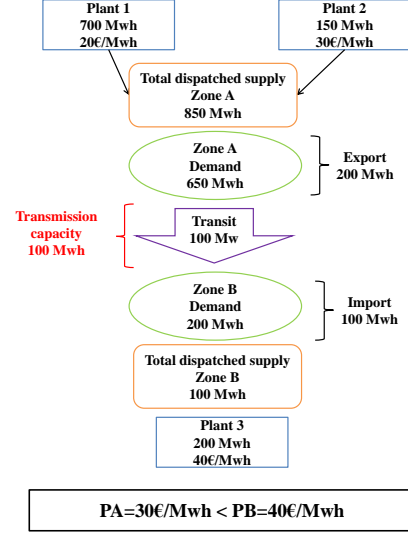 Plant 1
700 Mwh
20€/Mwh
Plant 2
150 Mwh
30€/Mwh
Total dispatched supply
Zone A
850 Mwh
Zone A
Demand
650 Mwh
Export
200 Mwh
Transmission
capacity
100 Mwh
Transit
100 Mw
Zone B
Demand
200 Mwh
Import
100 Mwh
Total dispatched supply
Zone B
100 Mwh
Plant 3
200 Mwh
40€/Mwh
PA=30€/Mwh < PB=40€/Mwh